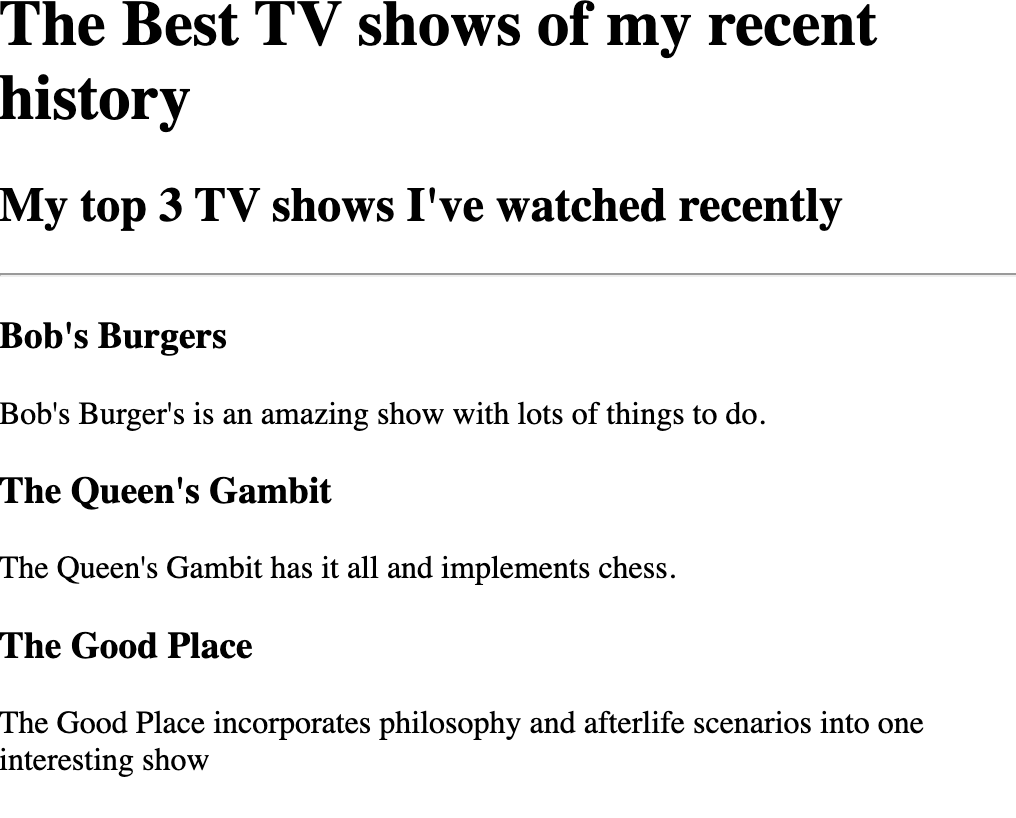 The Best TV shows of my recent
history
My top 3 TV shows I've watched recently
Bob's Burgers
Bob's Burger's is an amazing show with lots of things to do.
The Queen's Gambit
The Queen's Gambit has it all and implements chess.
The Good Place
The Good Place incorporates philosophy and afterlife scenarios into one
interesting show